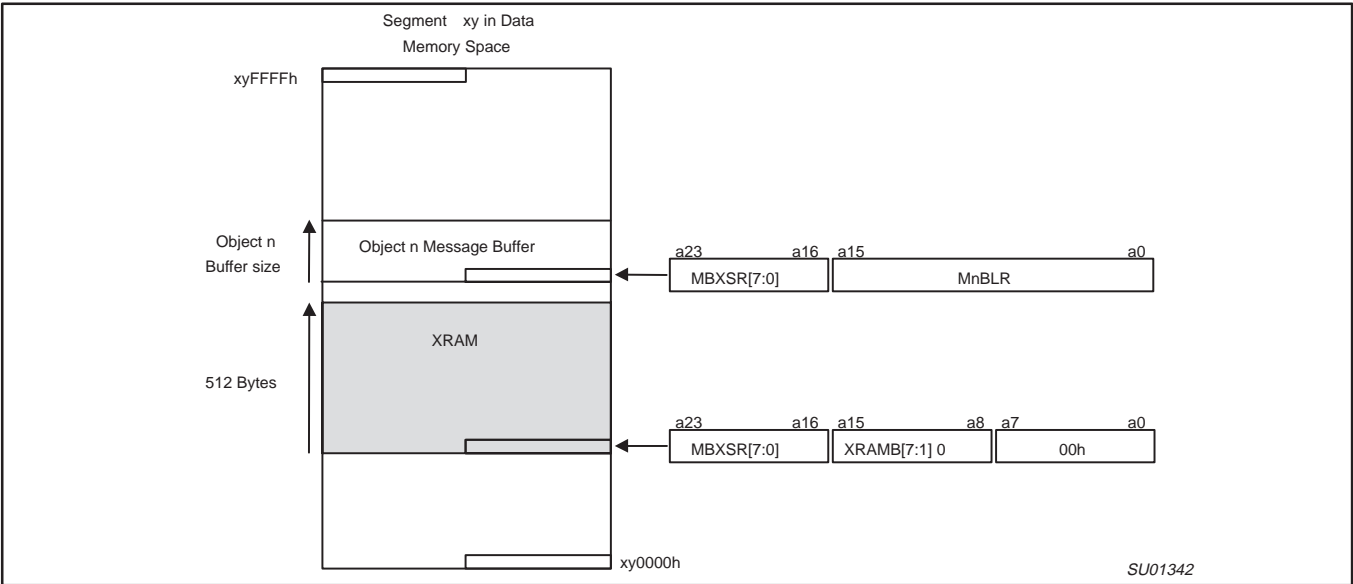 Segment xy in Data
Memory Space
xyFFFFh
Object n
Buffer size
Object n Message Buffer
a23 a16 a15 a0
MBXSR[7:0] MnBLR
XRAM
512 Bytes
a23 a16 a15 a8 a7 a0
MBXSR[7:0] XRAMB[7:1] 0 00h
xy0000h
SU01342